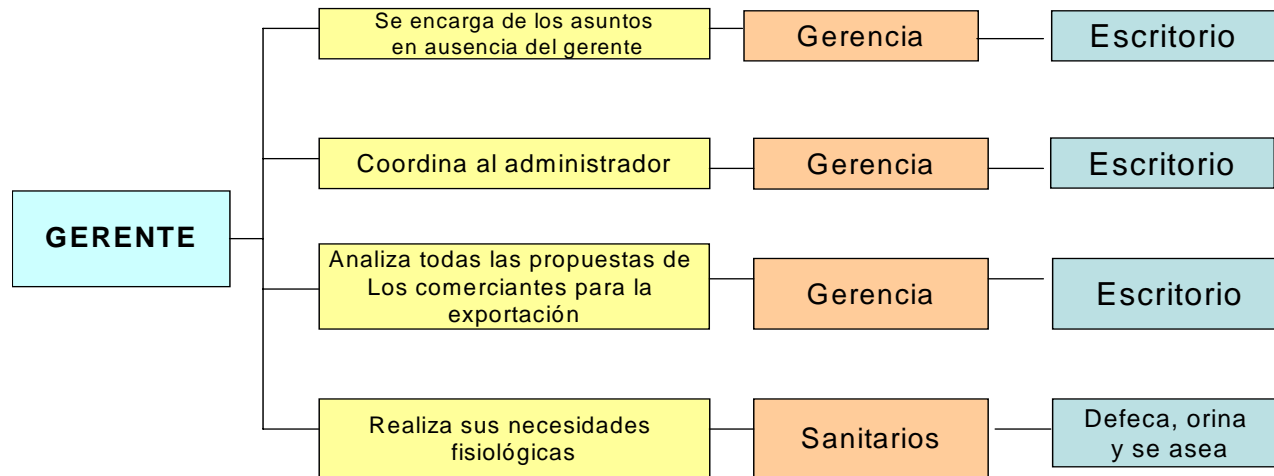 Se encarga de los asuntos
en ausencia del gerente
Gerencia
Escritorio
Coordina al administrador
Gerencia
Escritorio
GERENTE
Analiza todas las propuestas de
Los comerciantes para la
exportación
Gerencia
Escritorio
Realiza sus necesidades
fisiológicas
Sanitarios
Defeca, orina
y se asea